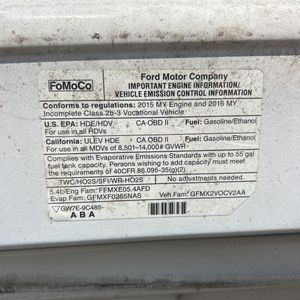 FoMoCo
Ford Motor Company
IMPORTANT ENGINE INFORMATION/
VEHICLE EMISSION CONTROL INFORMATION
Conforms to regulations: 2015 MY Engine and 2016 MY
Incomplete Class 2b-3 Vocational Vehicle
U.S. EPA: HDE/HDV CA OBD II Fuel: Gasoline/Ethanol
For use in all RDVs
California: ULEV HDE CA OBD II Fuel: Gasoline/Ethanol
For use in all MDVs of 8,501-14,000# GVWR
Complies with Evaporative Emissions Standards with up to 55 gal
fuel tank capacity. Persons wishing to add capacity must meet
the requirements of 40CFR 86.095-35(g)(2).
TWC/HO2S/SFI/WR-HO2S No adjustments needed.
5.4L-Eng Fam: FFMXE05.4AFD Veh Fam: GFMX2VOCV2AA
Evap Fam: GFMXF0265NAS
GW7E-9C485-
ABA